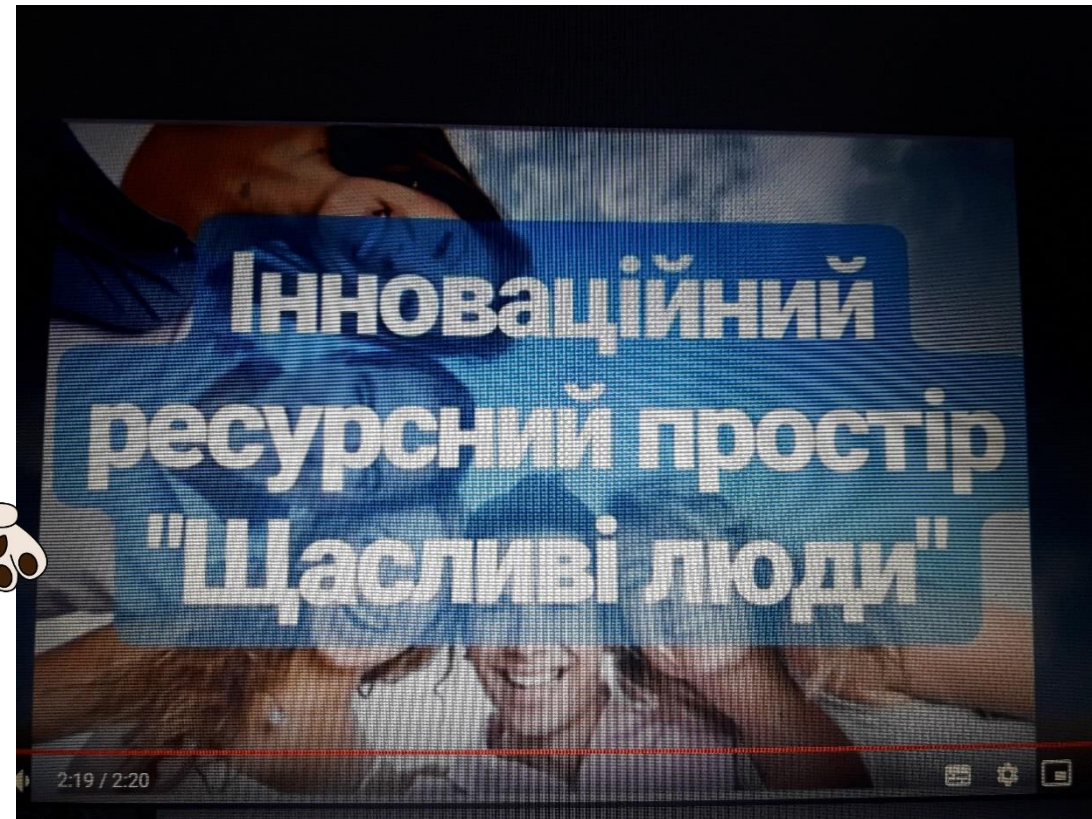 Інноваційний
ресурсний простір
"Щасливі люди"
2:19 / 2:20